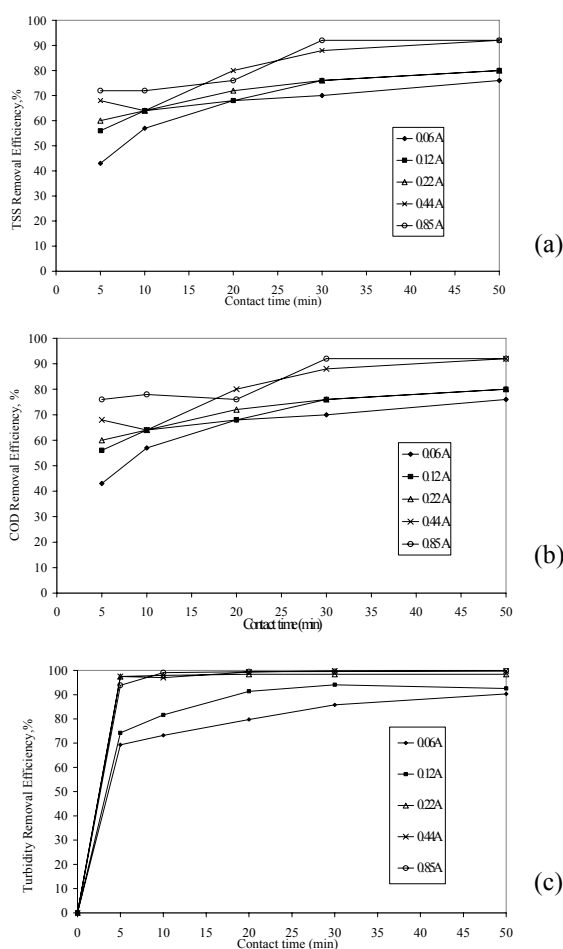 100
90
80
70
60
50
40
30
20
10
0
TSS Removal Efficiency,%
0.06A
0.12A
0.22A
0.44A
0.85A
0 5 10 15 20 25 30 35 40 45 50
Contact time (min)
(a)
100
90
80
70
60
50
40
30
20
10
0
COD Removal Efficiency, %
0.06A
0.12A
0.22A
0.44A
0.85A
0 5 10 15 20 25 30 35 40 45 50
Contact time (min)
(b)
100
90
80
70
60
50
40
30
20
10
0
Turbidity Removal Efficiency,%
0.06A
0.12A
0.22A
0.44A
0.85A
0 5 10 15 20 25 30 35 40 45 50
Contact time (min)
(c)